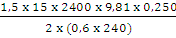 1,5 x 15 x 2400 x 9,81 x 0,250
2 x (0,6 x 240)